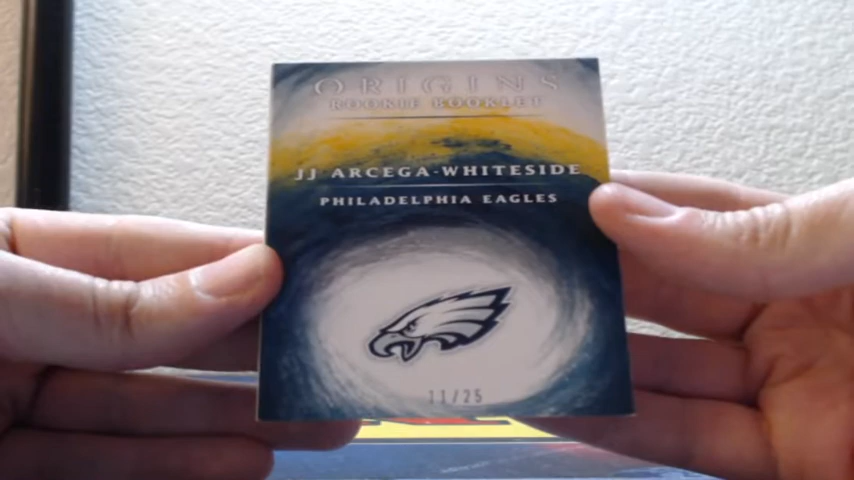 ORIGINS
ROOKIE BOOKLET
JJ ARCEGA-WHITESIDE
PHILADELPHIA EAGLES
11/25